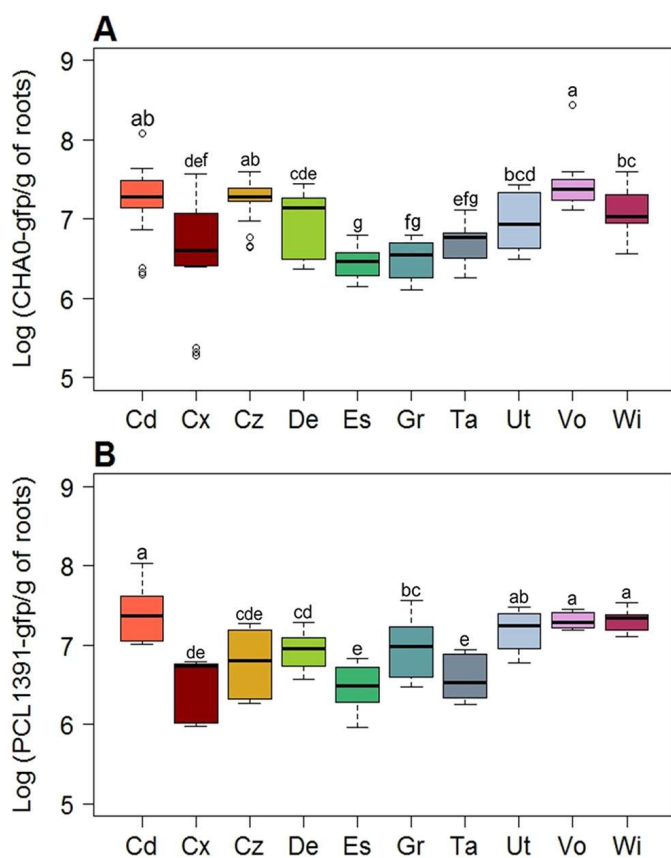 A
Log (CHA0-gfp/g of roots)
9
8
7
6
5
ab
def
ab
cde
g
fg
efg
bcd
a
bc
Cd Cx Cz De Es Gr Ta Ut Vo Wi
B
Log (PCL1391-gfp/g of roots)
9
8
7
6
5
a
de
cde
cd
e
bc
e
ab
a
a
Cd Cx Cz De Es Gr Ta Ut Vo Wi